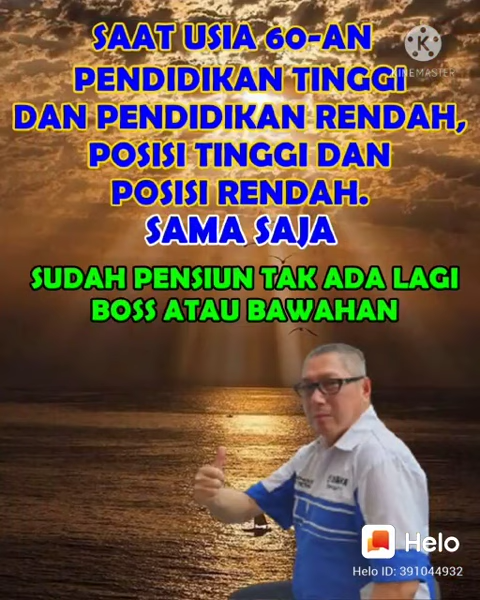 SAAT USIA 60-AN
K
KINEMASTER
PENDIDIKAN TINGGI
DAN PENDIDIKAN RENDAH,
POSISI TINGGI DAN
POSISI RENDAH.
SAMA SAJA
SUDAH PENSIUN TAK ADA LAGI
BOSS ATAU BAWAHAN
Helo
Helo ID: 391044932